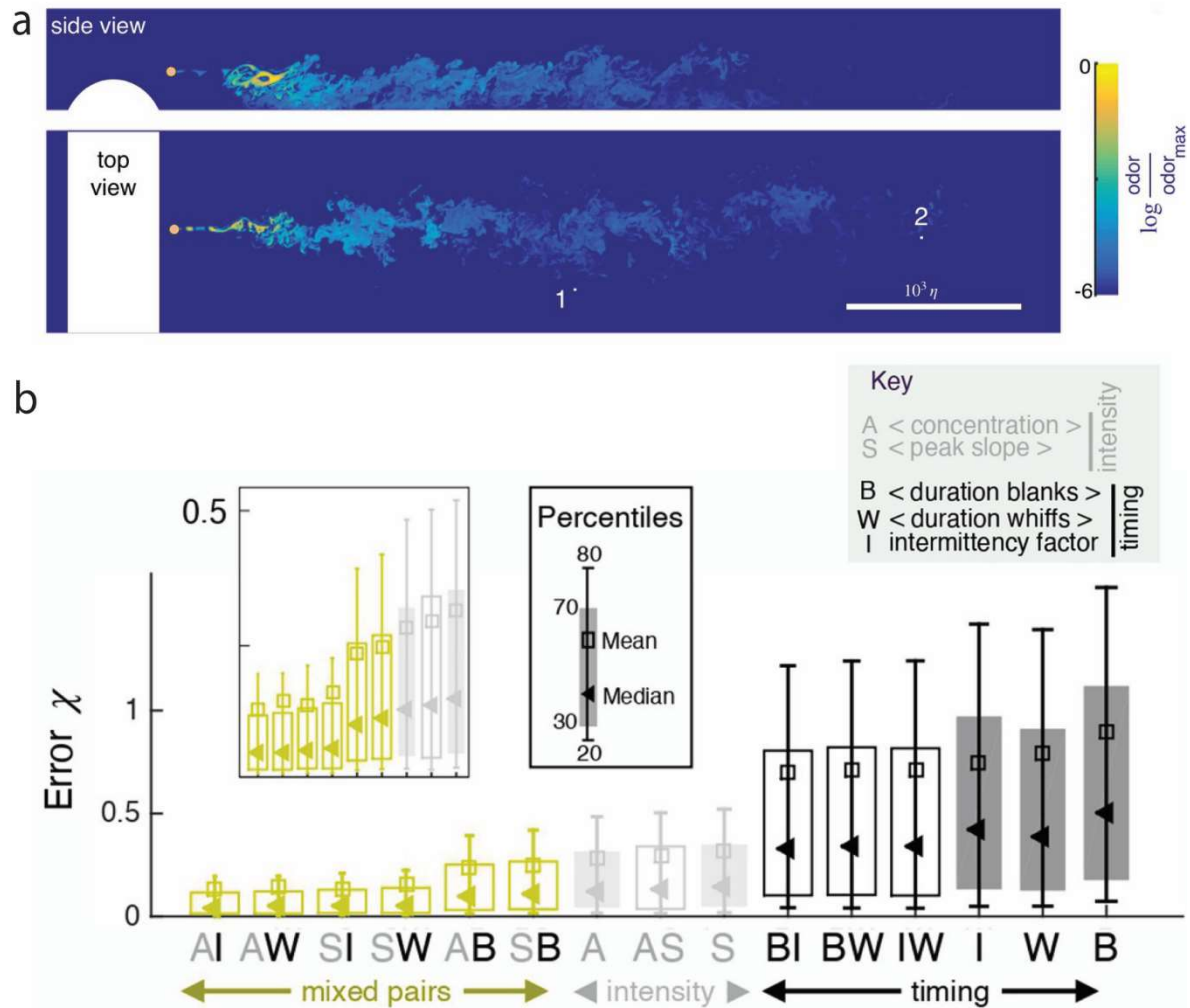 a
side view
top
view
1
2
10³ η
0
-6
log odor / odor_max
b
Key
A < concentration >
S < peak slope >
intensity
B < duration blanks >
W < duration whiffs >
I intermittency factor
timing
0.5
Percentiles
80
70
Mean
Median
30
20
Error χ
1
0.5
0
AI AW SI SW AB SB A AS S BI BW IW I W B
mixed pairs intensity timing